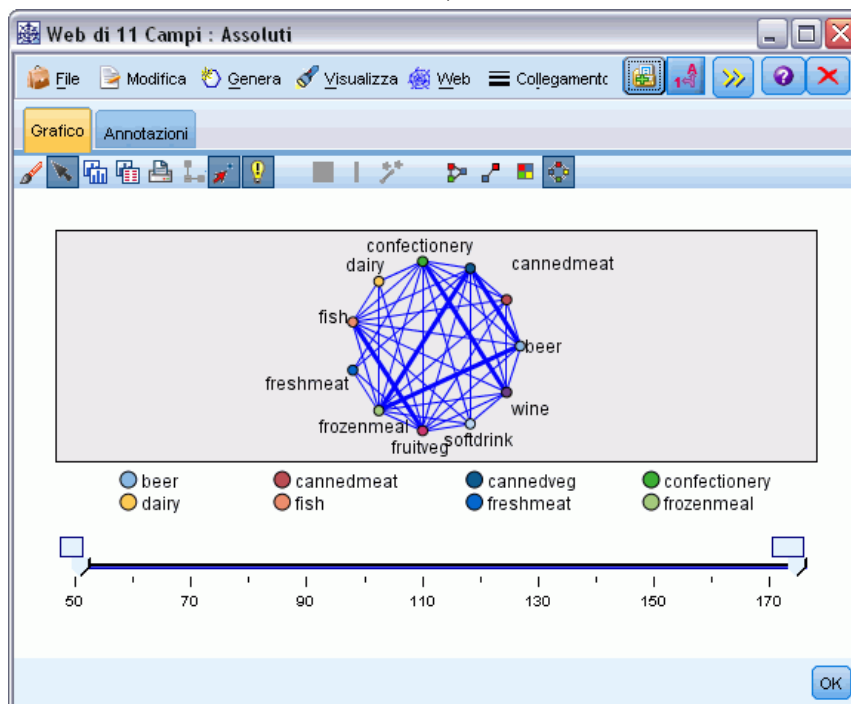 Web di 11 Campi : Assoluti
File Modifica Genera Visualizza Web Collegamento
Grafico Annotazioni
confectionery
dairy
cannedmeat
fish
beer
freshmeat
wine
frozenmeal
softdrink
fruitveg
beer cannedmeat cannedveg confectionery
dairy fish freshmeat frozenmeal
50 70 90 110 130 150 170
OK